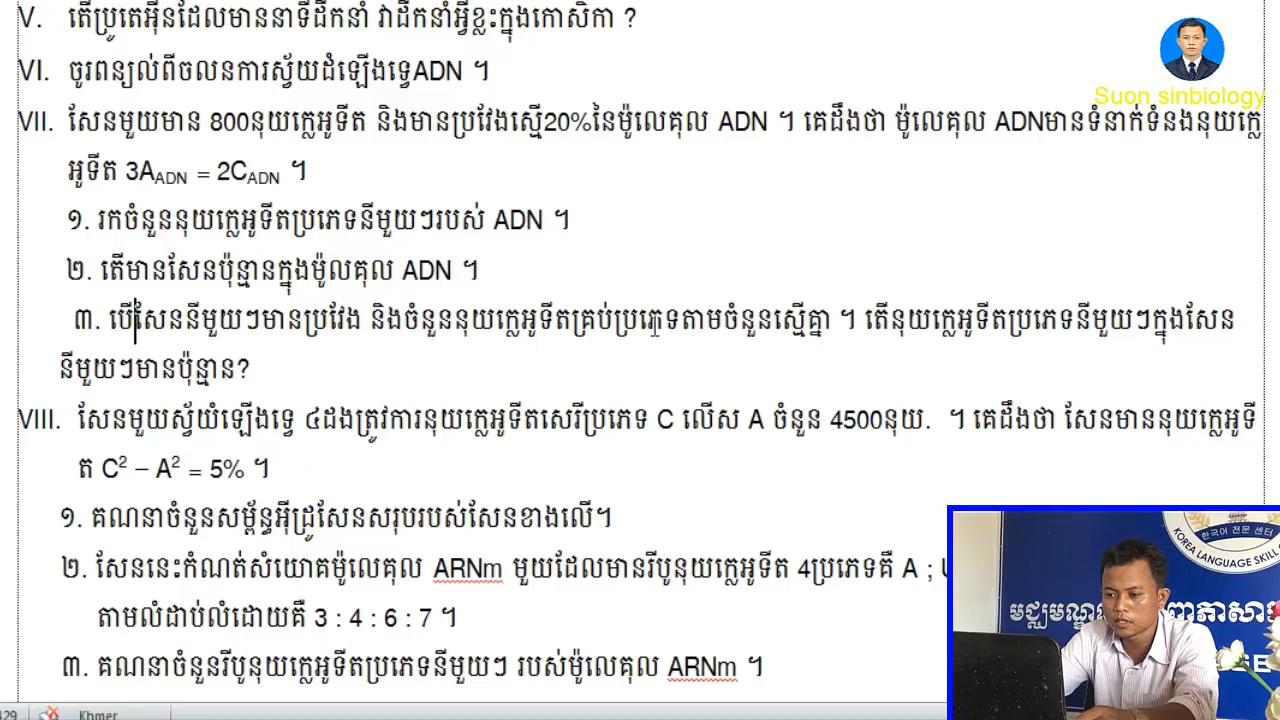 V. តើប្រូតេអ៊ីនដែលមាននាទីដឹកនាំ វាដឹកនាំអ្វីខ្លះក្នុងកោសិកា ?
VI. ចូរពន្យល់ពីចលនការស្វ័យដំឡើងទ្វេADN ។
Suon sinbiology
VII. សែនមួយមាន 800នុយក្លេអូទីត និងមានប្រវែងស្មើ20%នៃម៉ូលេគុល ADN ។ គេដឹងថា ម៉ូលេគុល ADNមានទំនាក់ទំនងនុយក្លេ
អូទីត 3A_ADN = 2C_ADN ។
១. រកចំនួននុយក្លេអូទីតប្រភេទនីមួយៗរបស់ ADN ។
២. តើមានសែនប៉ុន្មានក្នុងម៉ូលគុល ADN ។
៣. បើសែននីមួយៗមានប្រវែង និងចំនួននុយក្លេអូទីតគ្រប់ប្រភេទតាមចំនួនស្មើគ្នា ។ តើនុយក្លេអូទីតប្រភេទនីមួយៗក្នុងសែន
នីមួយៗមានប៉ុន្មាន?
VIII. សែនមួយស្វ័យំឡើងទ្វេ ៤ដងត្រូវការនុយក្លេអូទីតសេរីប្រភេទ C លើស A ចំនួន 4500នុយ. ។ គេដឹងថា សែនមាននុយក្លេអូទី
ត C² – A² = 5% ។
១. គណនាចំនួនសម្ព័ន្ធអ៊ីដ្រូសែនសរុបរបស់សែនខាងលើ។
២. សែននេះកំណត់សំយោគម៉ូលេគុល ARNm មួយដែលមានរីបូនុយក្លេអូទីត 4ប្រភេទគឺ A ;
តាមលំដាប់លំដោយគឺ 3 : 4 : 6 : 7 ។
៣. គណនាចំនួនរីបូនុយក្លេអូទីតប្រភេទនីមួយៗ របស់ម៉ូលេគុល ARNm ។
한국어 전문 센터
KOREA LANGUAGE SKILL
429 Khmer